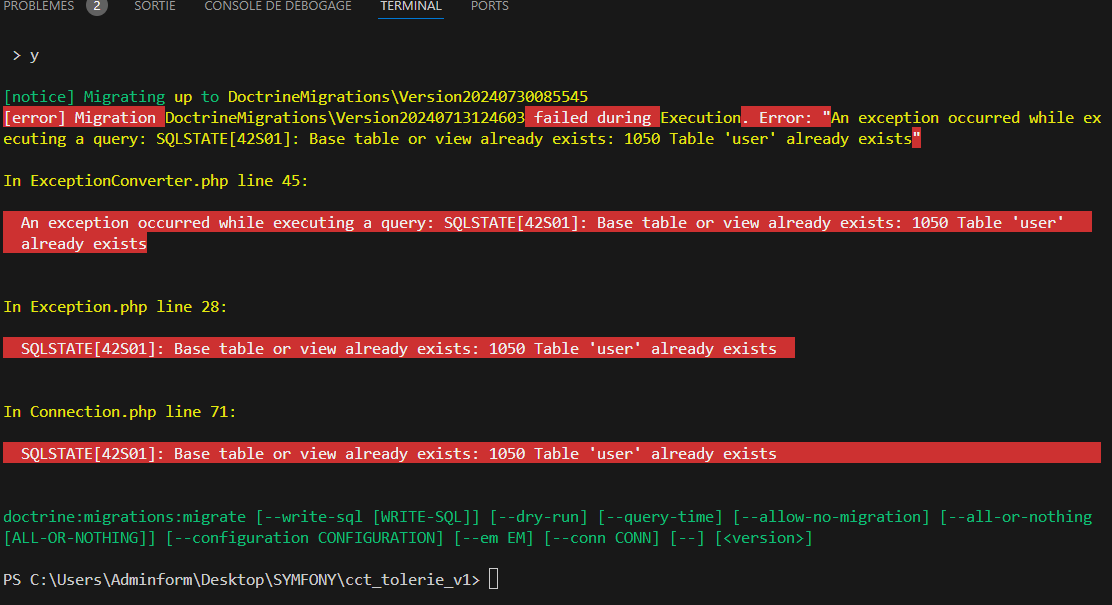 PROBLÈMES 2 SORTIE CONSOLE DE DÉBOGAGE TERMINAL PORTS
> y
[notice] Migrating up to DoctrineMigrations\Version20240730085545
[error] Migration DoctrineMigrations\Version20240713124603 failed during Execution. Error: "An exception occurred while ex
ecuting a query: SQLSTATE[42S01]: Base table or view already exists: 1050 Table 'user' already exists"
In ExceptionConverter.php line 45:
An exception occurred while executing a query: SQLSTATE[42S01]: Base table or view already exists: 1050 Table 'user'
already exists
In Exception.php line 28:
SQLSTATE[42S01]: Base table or view already exists: 1050 Table 'user' already exists
In Connection.php line 71:
SQLSTATE[42S01]: Base table or view already exists: 1050 Table 'user' already exists
doctrine:migrations:migrate [--write-sql [WRITE-SQL]] [--dry-run] [--query-time] [--allow-no-migration] [--all-or-nothing
[ALL-OR-NOTHING]] [--configuration CONFIGURATION] [--em EM] [--conn CONN] [--] [<version>]
PS C:\Users\Adminform\Desktop\SYMFONY\cct_tolerie_v1>